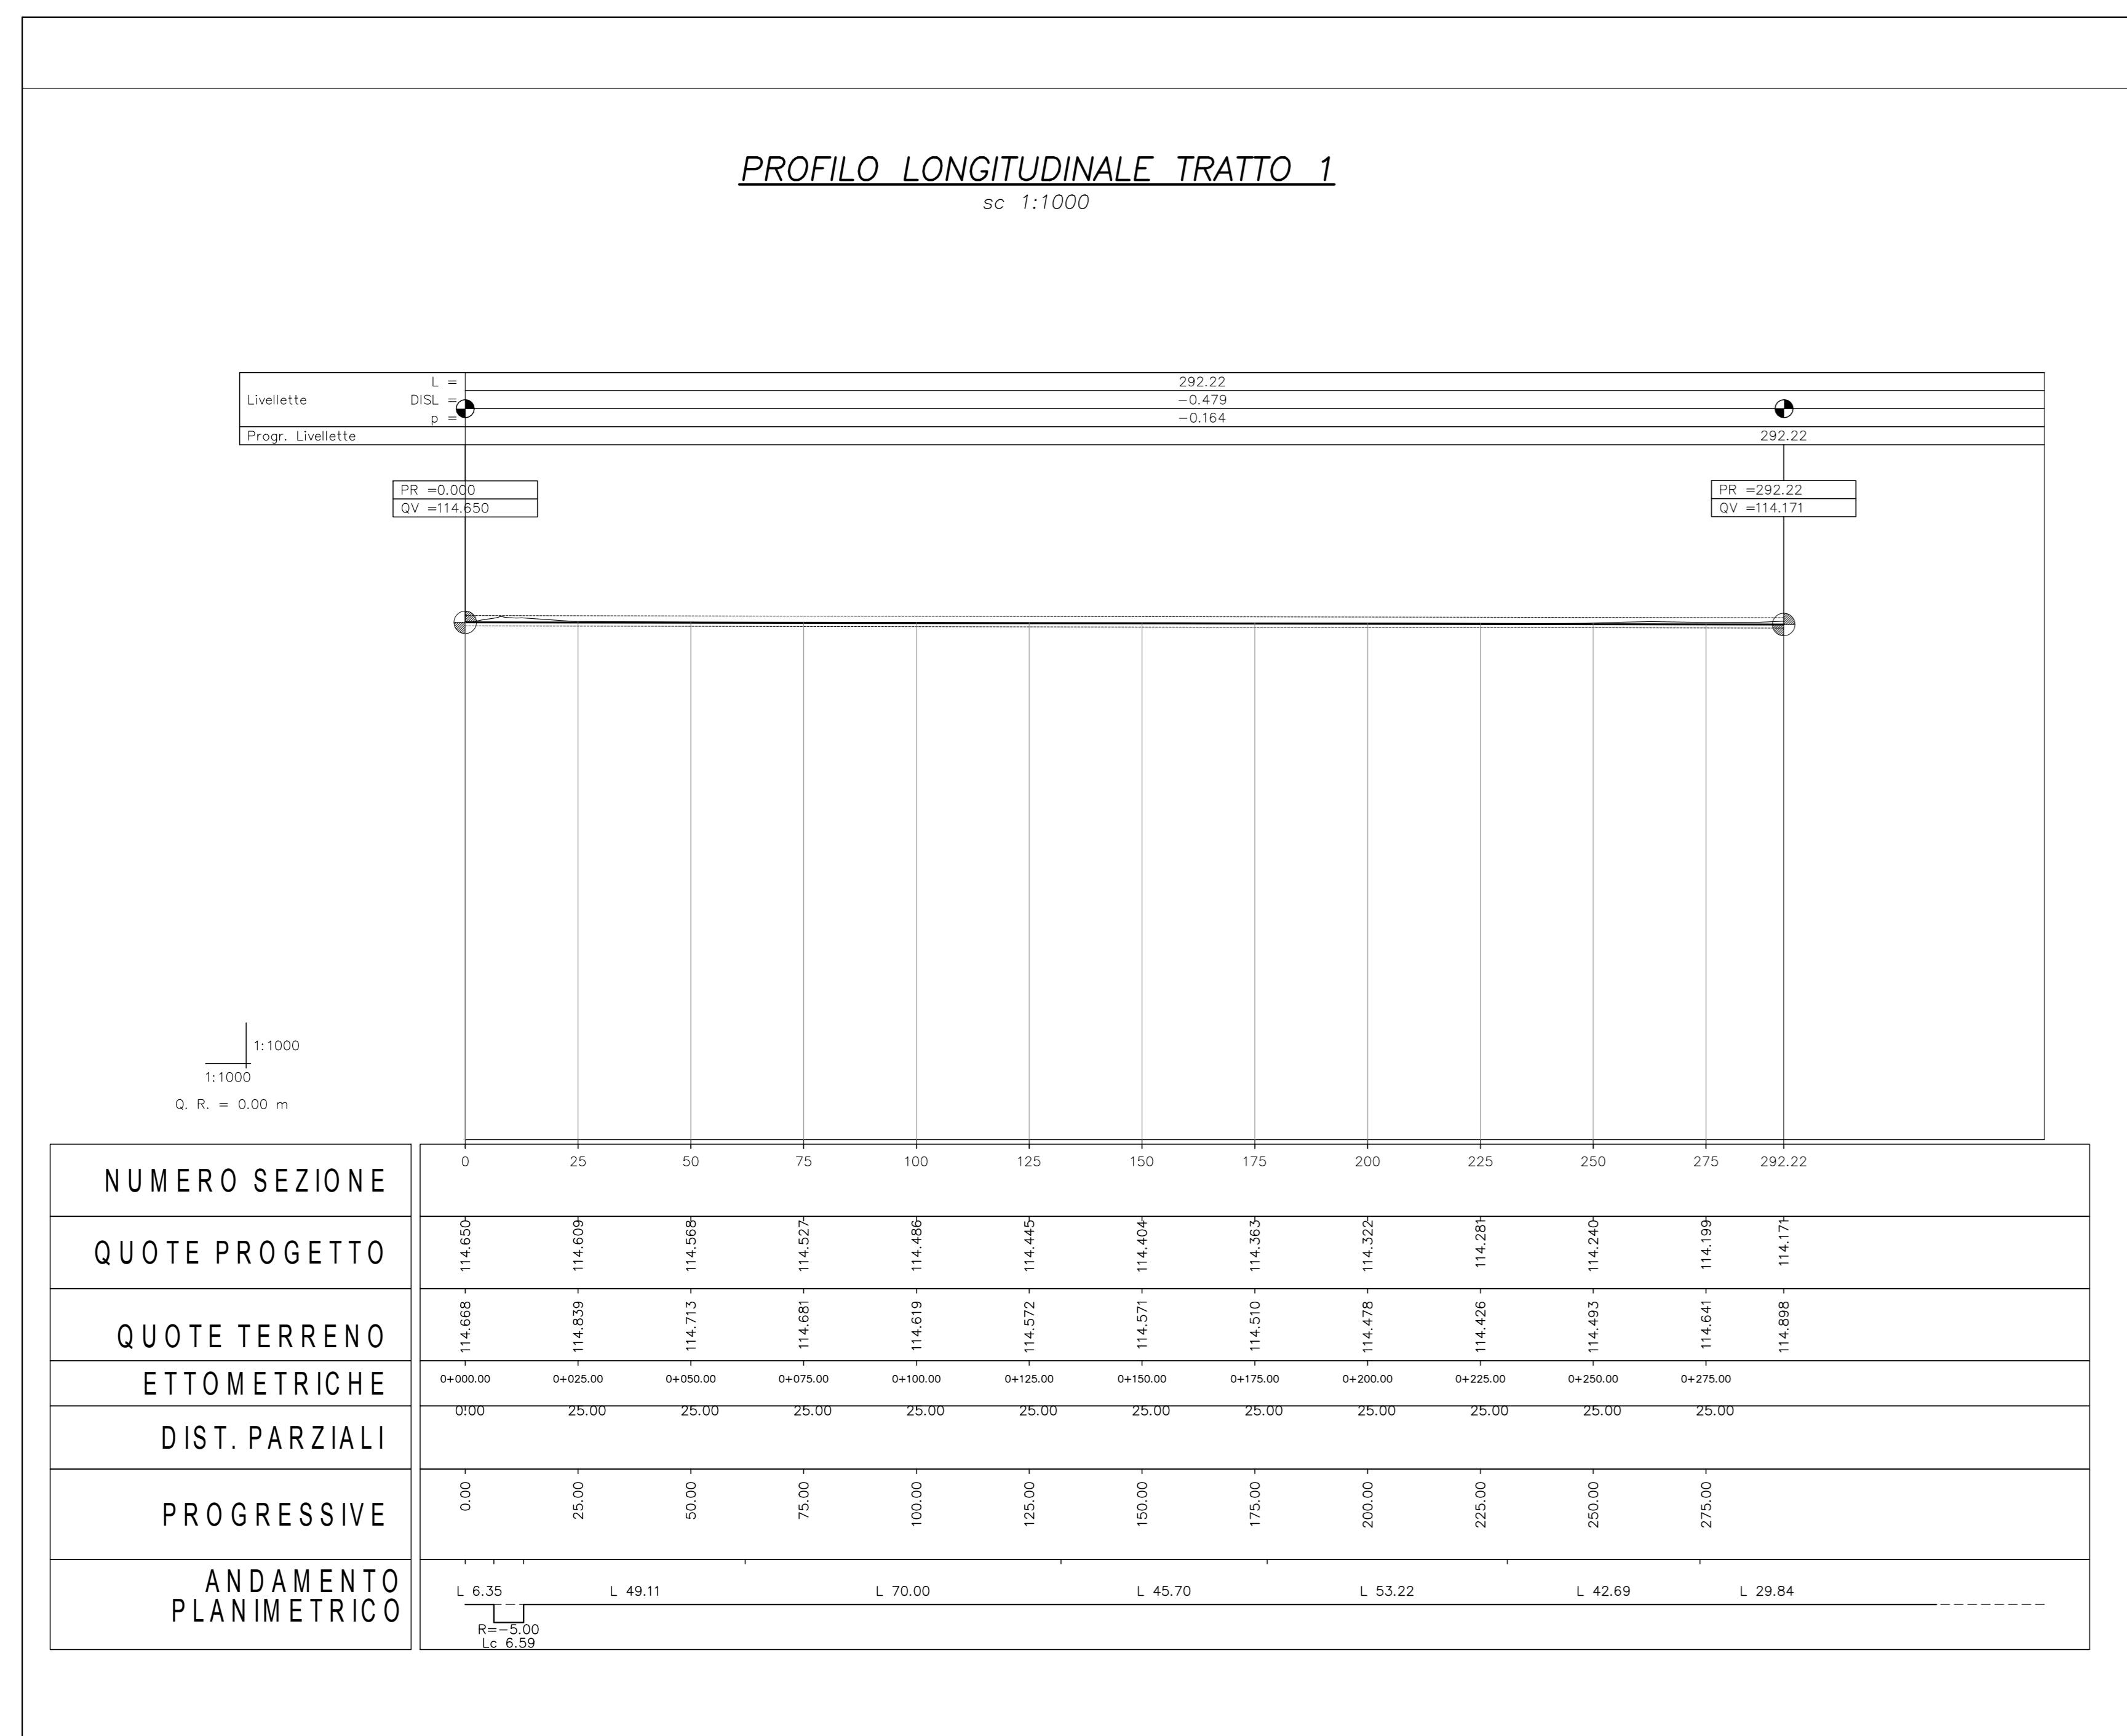 PROFILO LONGITUDINALE TRATTO 1
sc 1:1000
L = 292.22
Livellette DISL = -0.479
p = -0.164
Progr. Livellette 292.22
PR =0.000 PR =292.22
QV =114.650 QV =114.171
1:1000
1:1000
Q. R. = 0.00 m
NUMERO SEZIONE 0 25 50 75 100 125 150 175 200 225 250 275 292.22
QUOTE PROGETTO 114.650 114.609 114.568 114.527 114.486 114.445 114.404 114.363 114.322 114.281 114.240 114.199 114.171
QUOTE TERRENO 114.668 114.839 114.713 114.681 114.619 114.572 114.571 114.510 114.478 114.426 114.493 114.641 114.898
ETTOMETRICHE 0+000.00 0+025.00 0+050.00 0+075.00 0+100.00 0+125.00 0+150.00 0+175.00 0+200.00 0+225.00 0+250.00 0+275.00
DIST. PARZIALI 0.00 25.00 25.00 25.00 25.00 25.00 25.00 25.00 25.00 25.00 25.00 25.00
PROGRESSIVE 0.00 25.00 50.00 75.00 100.00 125.00 150.00 175.00 200.00 225.00 250.00 275.00
ANDAMENTO
PLANIMETRICO
L 6.35 L 49.11 L 70.00 L 45.70 L 53.22 L 42.69 L 29.84
R=-5.00
Lc 6.59